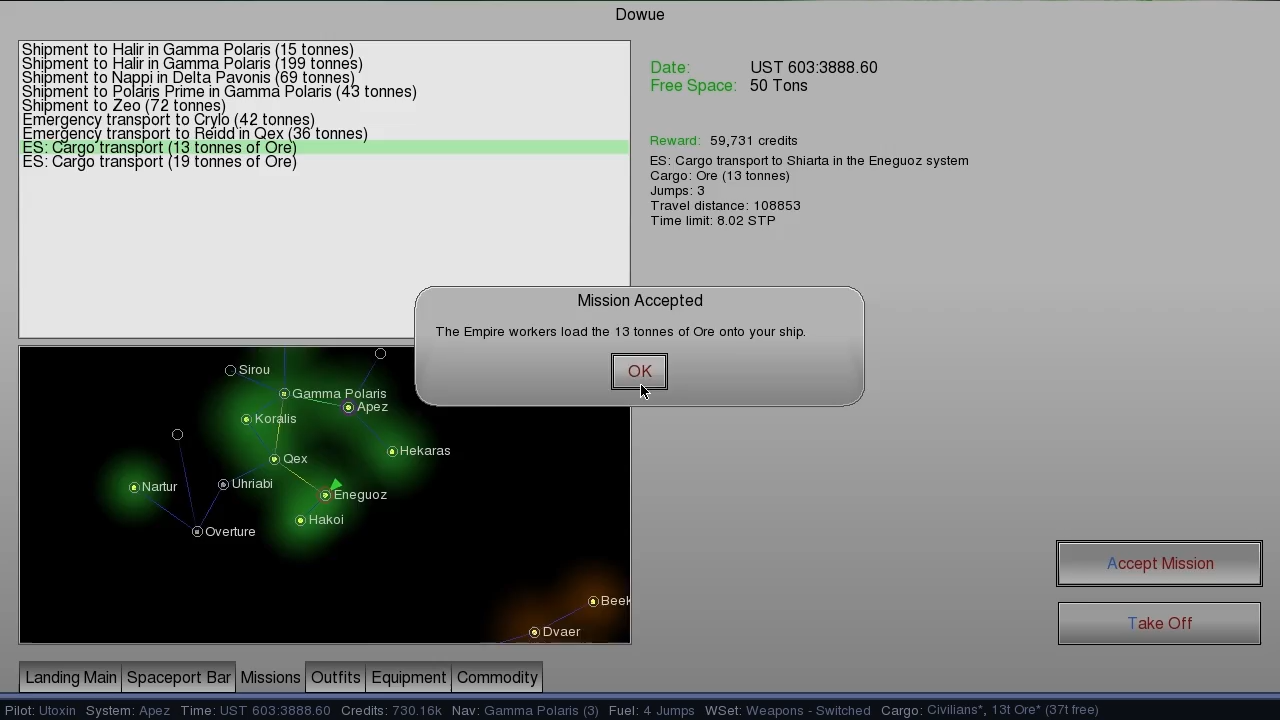 Dowue
Shipment to Halir in Gamma Polaris (15 tonnes)
Shipment to Halir in Gamma Polaris (199 tonnes)
Shipment to Nappi in Delta Pavonis (69 tonnes)
Shipment to Polaris Prime in Gamma Polaris (43 tonnes)
Shipment to Zeo (72 tonnes)
Emergency transport to Crylo (42 tonnes)
Emergency transport to Reidd in Qex (36 tonnes)
ES: Cargo transport (13 tonnes of Ore)
ES: Cargo transport (19 tonnes of Ore)
Date: UST 603:3888.60
Free Space: 50 Tons
Reward: 59,731 credits
ES: Cargo transport to Shiarta in the Eneguoz system
Cargo: Ore (13 tonnes)
Jumps: 3
Travel distance: 108853
Time limit: 8.02 STP
Mission Accepted
The Empire workers load the 13 tonnes of Ore onto your ship.
OK
Sirou
Gamma Polaris
Apez
Koralis
Hekaras
Qex
Nartur
Uhriabi
Eneguoz
Hakoi
Overture
Beek
Dvaer
Accept Mission
Take Off
Landing Main Spaceport Bar Missions Outfits Equipment Commodity
Pilot: Utoxin System: Apez Time: UST 603:3888.60 Credits: 730.16k Nav: Gamma Polaris (3) Fuel: 4 Jumps WSet: Weapons - Switched Cargo: Civilians*, 13t Ore* (37t free)